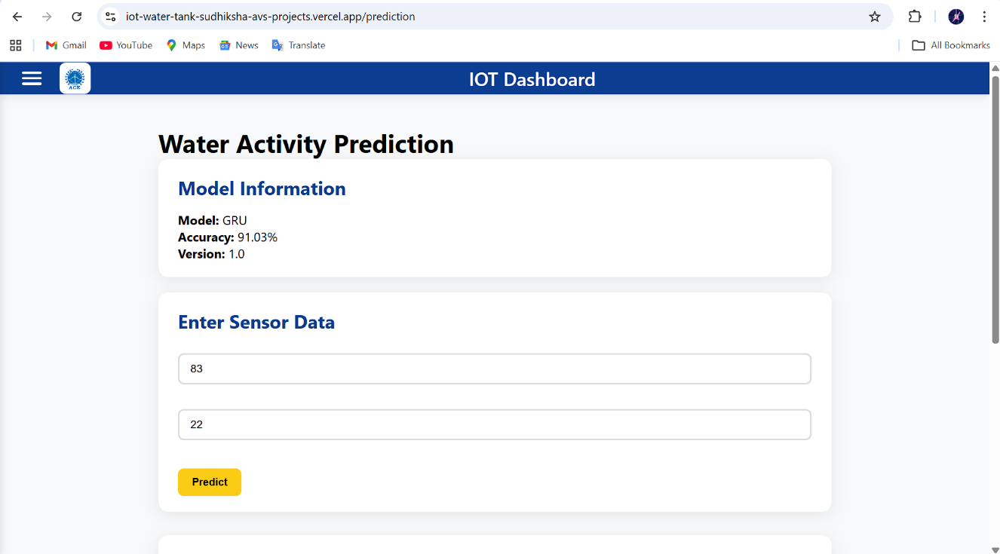 iot-water-tank-sudhiksha-avs-projects.vercel.app/prediction
Gmail YouTube Maps News Translate All Bookmarks
ACE IOT Dashboard
Water Activity Prediction
Model Information
Model: GRU
Accuracy: 91.03%
Version: 1.0
Enter Sensor Data
83
22
Predict